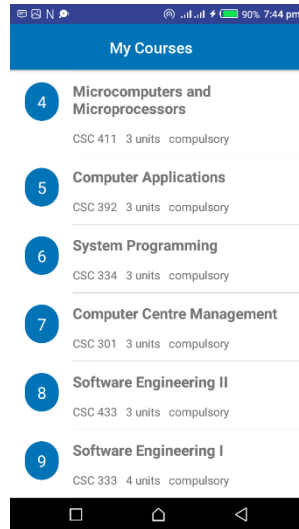 90% 7:44 pm
My Courses
4
Microcomputers and
Microprocessors
CSC 411 3 units compulsory
5
Computer Applications
CSC 392 3 units compulsory
6
System Programming
CSC 334 3 units compulsory
7
Computer Centre Management
CSC 301 3 units compulsory
8
Software Engineering II
CSC 433 3 units compulsory
9
Software Engineering I
CSC 333 4 units compulsory